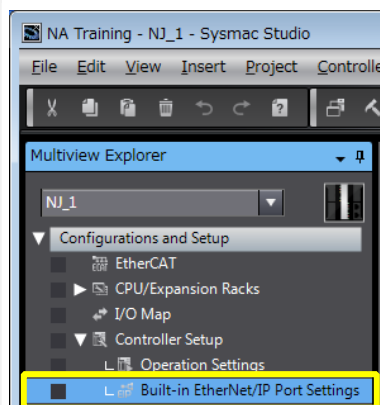 NA Training - NJ_1 - Sysmac Studio
File Edit View Insert Project Controlle
Multiview Explorer
NJ_1
Configurations and Setup
EtherCAT
CPU/Expansion Racks
I/O Map
Controller Setup
Operation Settings
Built-in EtherNet/IP Port Settings